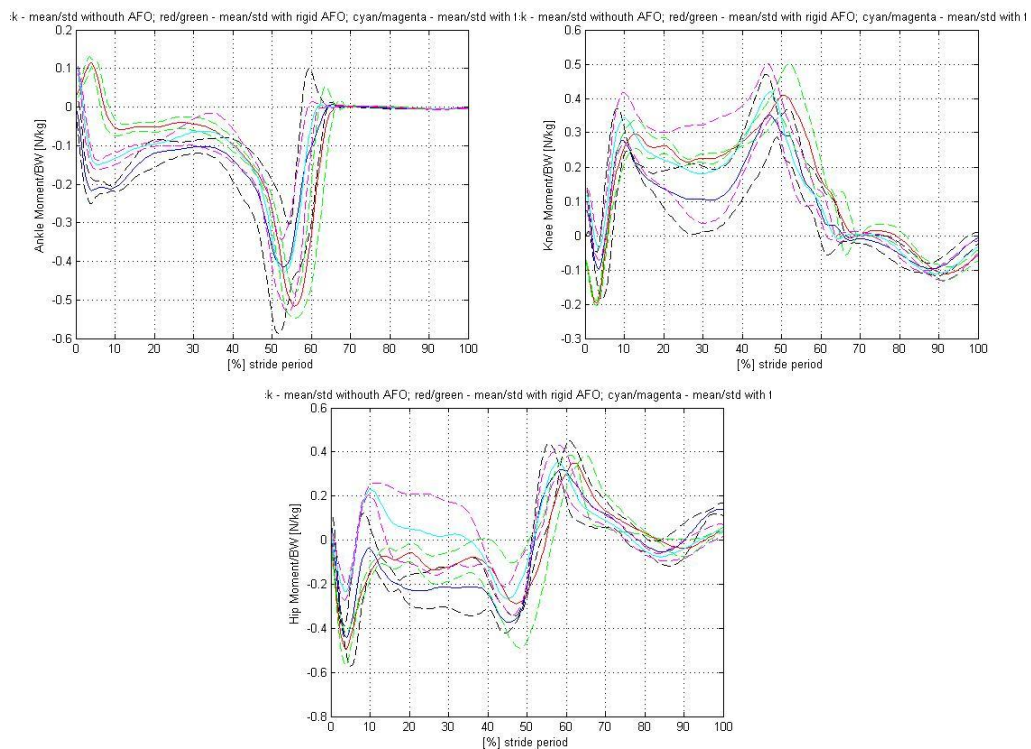 :k - mean/std withouth AFO; red/green - mean/std with rigid AFO; cyan/magenta - mean/std with t
:k - mean/std withouth AFO; red/green - mean/std with rigid AFO; cyan/magenta - mean/std with t
0.2
0.1
0
-0.1
-0.2
-0.3
-0.4
-0.5
-0.6
Ankle Moment/BW [N/kg]
0 10 20 30 40 50 60 70 80 90 100
[%] stride period
0.6
0.5
0.4
0.3
0.2
0.1
0
-0.1
-0.2
-0.3
Knee Moment/BW [N/kg]
0 10 20 30 40 50 60 70 80 90 100
[%] stride period
:k - mean/std without AFO; red/green - mean/std with rigid AFO; cyan/magenta - mean/std with t
0.6
0.4
0.2
0
-0.2
-0.4
-0.6
-0.8
Hip Moment/BW [N/kg]
0 10 20 30 40 50 60 70 80 90 100
[%] stride period